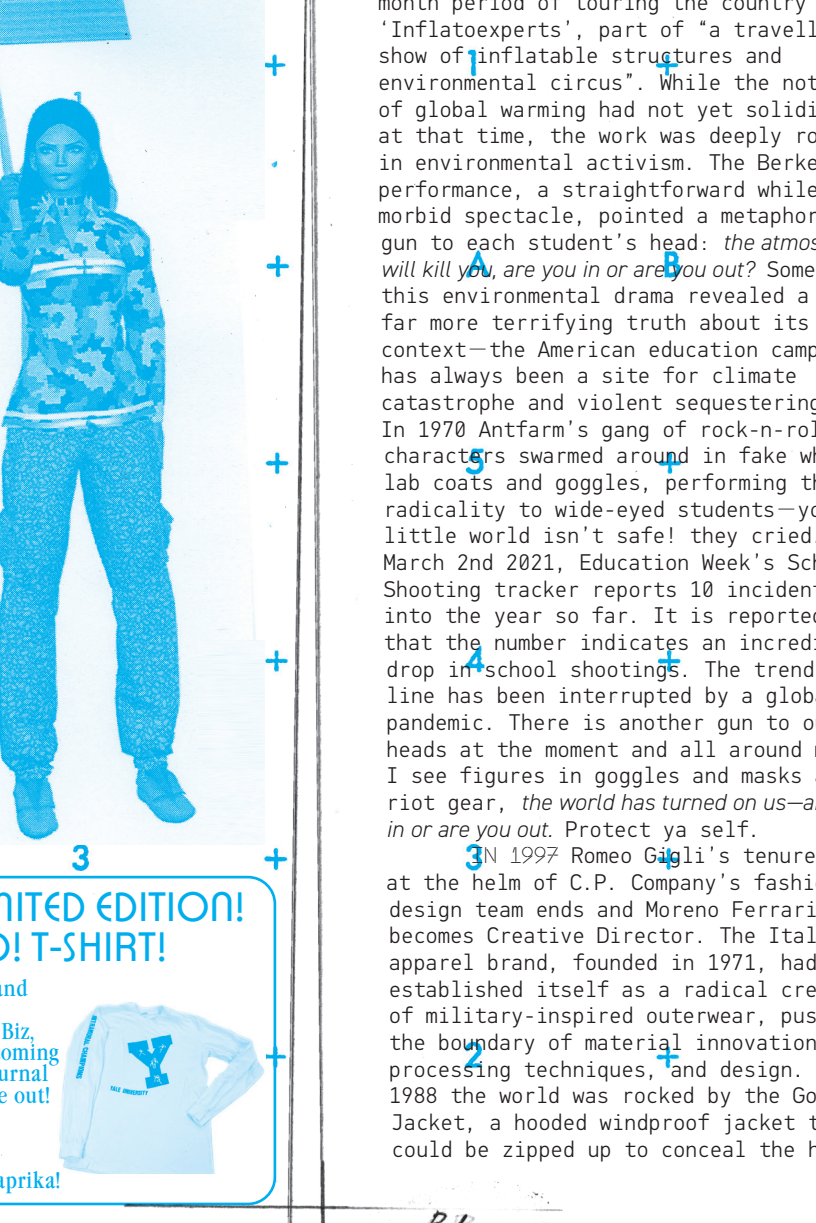 1
3
NITED EDITION!
O! T-SHIRT!
and
Biz,
oming
urnal
e out!
aprika!
INTRAMURAL CHAMPIONS
Y
YALE UNIVERSITY
month period of touring the country
'Inflatoexperts', part of “a travell
show of inflatable structures and
environmental circus”. While the not
of global warming had not yet solidi
at that time, the work was deeply ro
in environmental activism. The Berke
performance, a straightforward while
morbid spectacle, pointed a metaphor
gun to each student's head: the atmos
will kill you, are you in or are you out? Some
this environmental drama revealed a
far more terrifying truth about its
context—the American education camp
has always been a site for climate
catastrophe and violent sequestering
In 1970 Antfarm's gang of rock-n-rol
characters swarmed around in fake wh
lab coats and goggles, performing th
radicality to wide-eyed students—yo
little world isn't safe! they cried.
March 2nd 2021, Education Week's Sch
Shooting tracker reports 10 incident
into the year so far. It is reported
that the number indicates an incredi
drop in school shootings. The trend
line has been interrupted by a globa
pandemic. There is another gun to ou
heads at the moment and all around m
I see figures in goggles and masks a
riot gear, the world has turned on us—ar
in or are you out. Protect ya self.
IN 1997 Romeo Gigli's tenure
at the helm of C.P. Company's fashio
design team ends and Moreno Ferrari
becomes Creative Director. The Ital
apparel brand, founded in 1971, had
established itself as a radical cre
of military-inspired outerwear, pus
the boundary of material innovation
processing techniques, and design.
1988 the world was rocked by the Go
Jacket, a hooded windproof jacket t
could be zipped up to conceal the h
1
A B
5
4
3
2